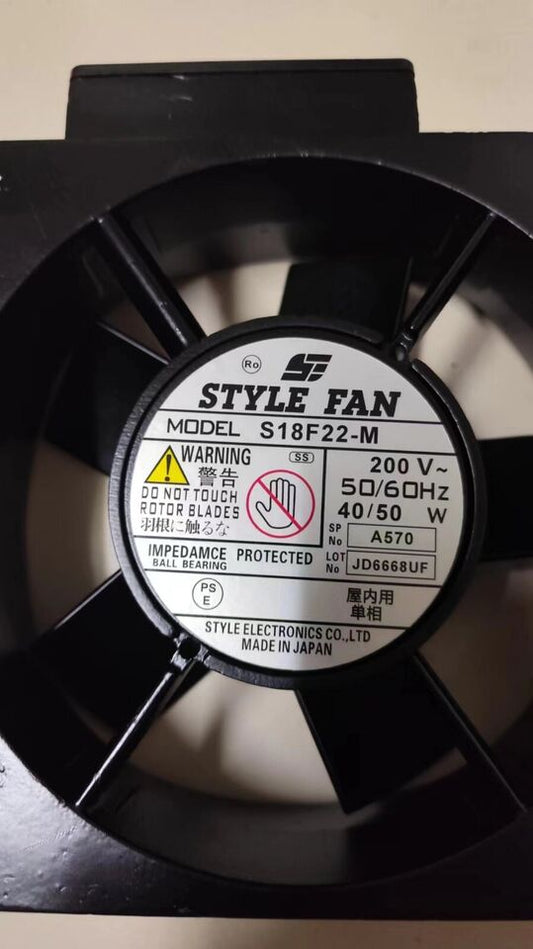 Ro
STYLE FAN
MODEL S18F22-M
WARNING
警告
DO NOT TOUCH
ROTOR BLADES
羽根に触るな
SS
200 V~
50/60Hz
40/50 W
SP No A570
LOT No JD6668UF
IMPEDAMCE PROTECTED
BALL BEARING
PS
E
屋内用
単相
STYLE ELECTRONICS CO.,LTD
MADE IN JAPAN